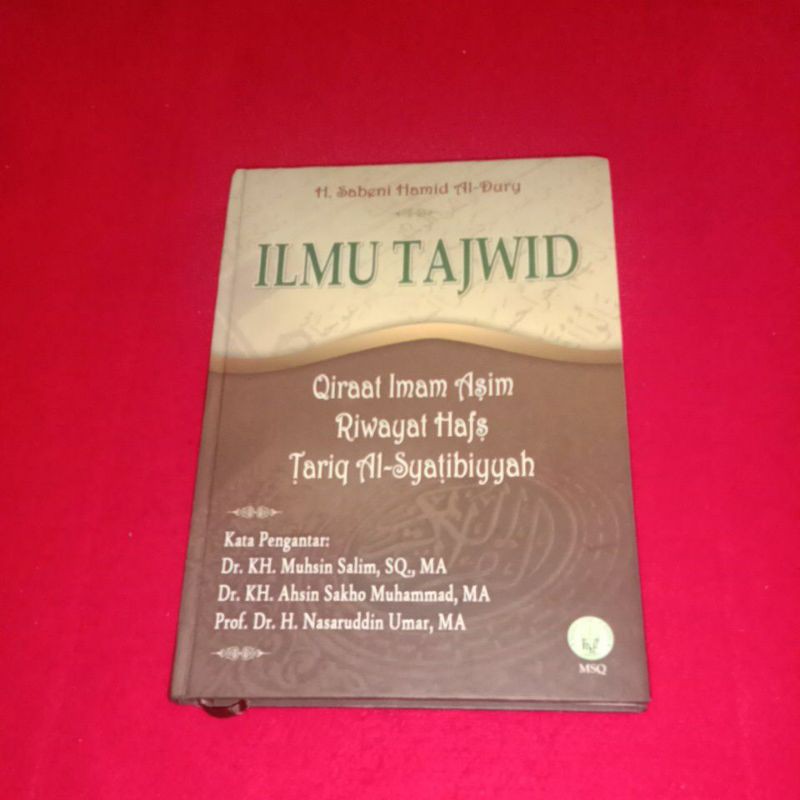 H. Sabeni Hamid Al-Dury
ILMU TAJWID
Qiraat Imam Aṣim
Riwayat Hafṣ
Ṭariq Al-Syaṭibiyyah
Kata Pengantar:
Dr. KH. Muhsin Salim, SQ., MA
Dr. KH. Ahsin Sakho Muhammad, MA
Prof. Dr. H. Nasaruddin Umar, MA
MSQ